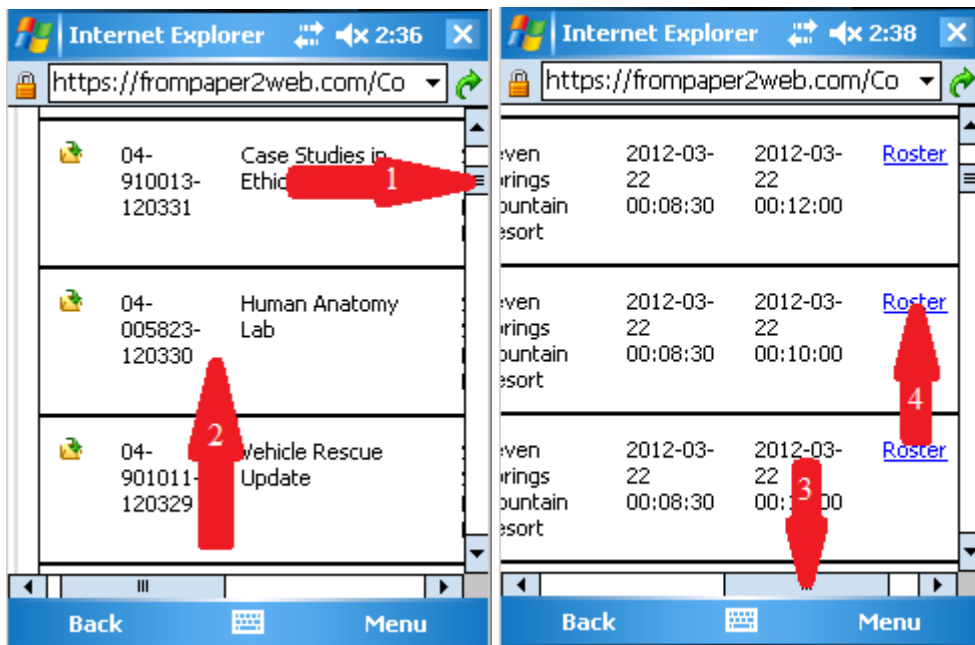 Internet Explorer 2:36
https://frompaper2web.com/Co
04-
910013-
120331
Case Studies in
1
04-
005823-
120330
Human Anatomy
Lab
2
04-
901011-
120329
Vehicle Rescue
Update
Back Menu
Internet Explorer 2:38
https://frompaper2web.com/Co
even
rings
ountain
esort
2012-03-
22
00:08:30
2012-03-
22
00:12:00
Roster
even
rings
ountain
esort
2012-03-
22
00:08:30
2012-03-
22
00:10:00
Roster
4
even
rings
ountain
esort
2012-03-
22
00:08:30
2012-03-
22
Roster
3
Back Menu